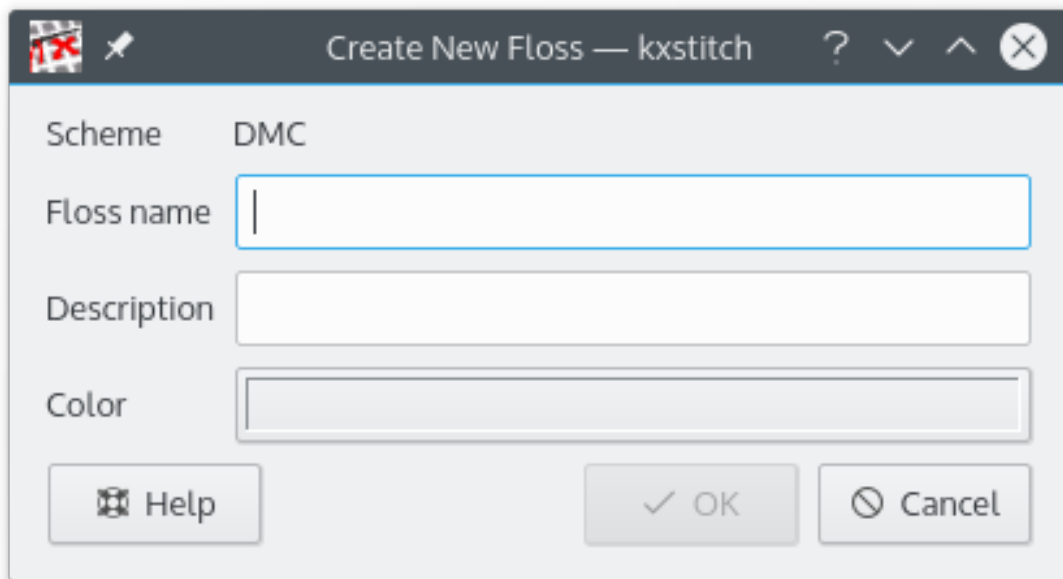 Create New Floss — kxstitch
Scheme DMC
Floss name
Description
Color
Help OK Cancel